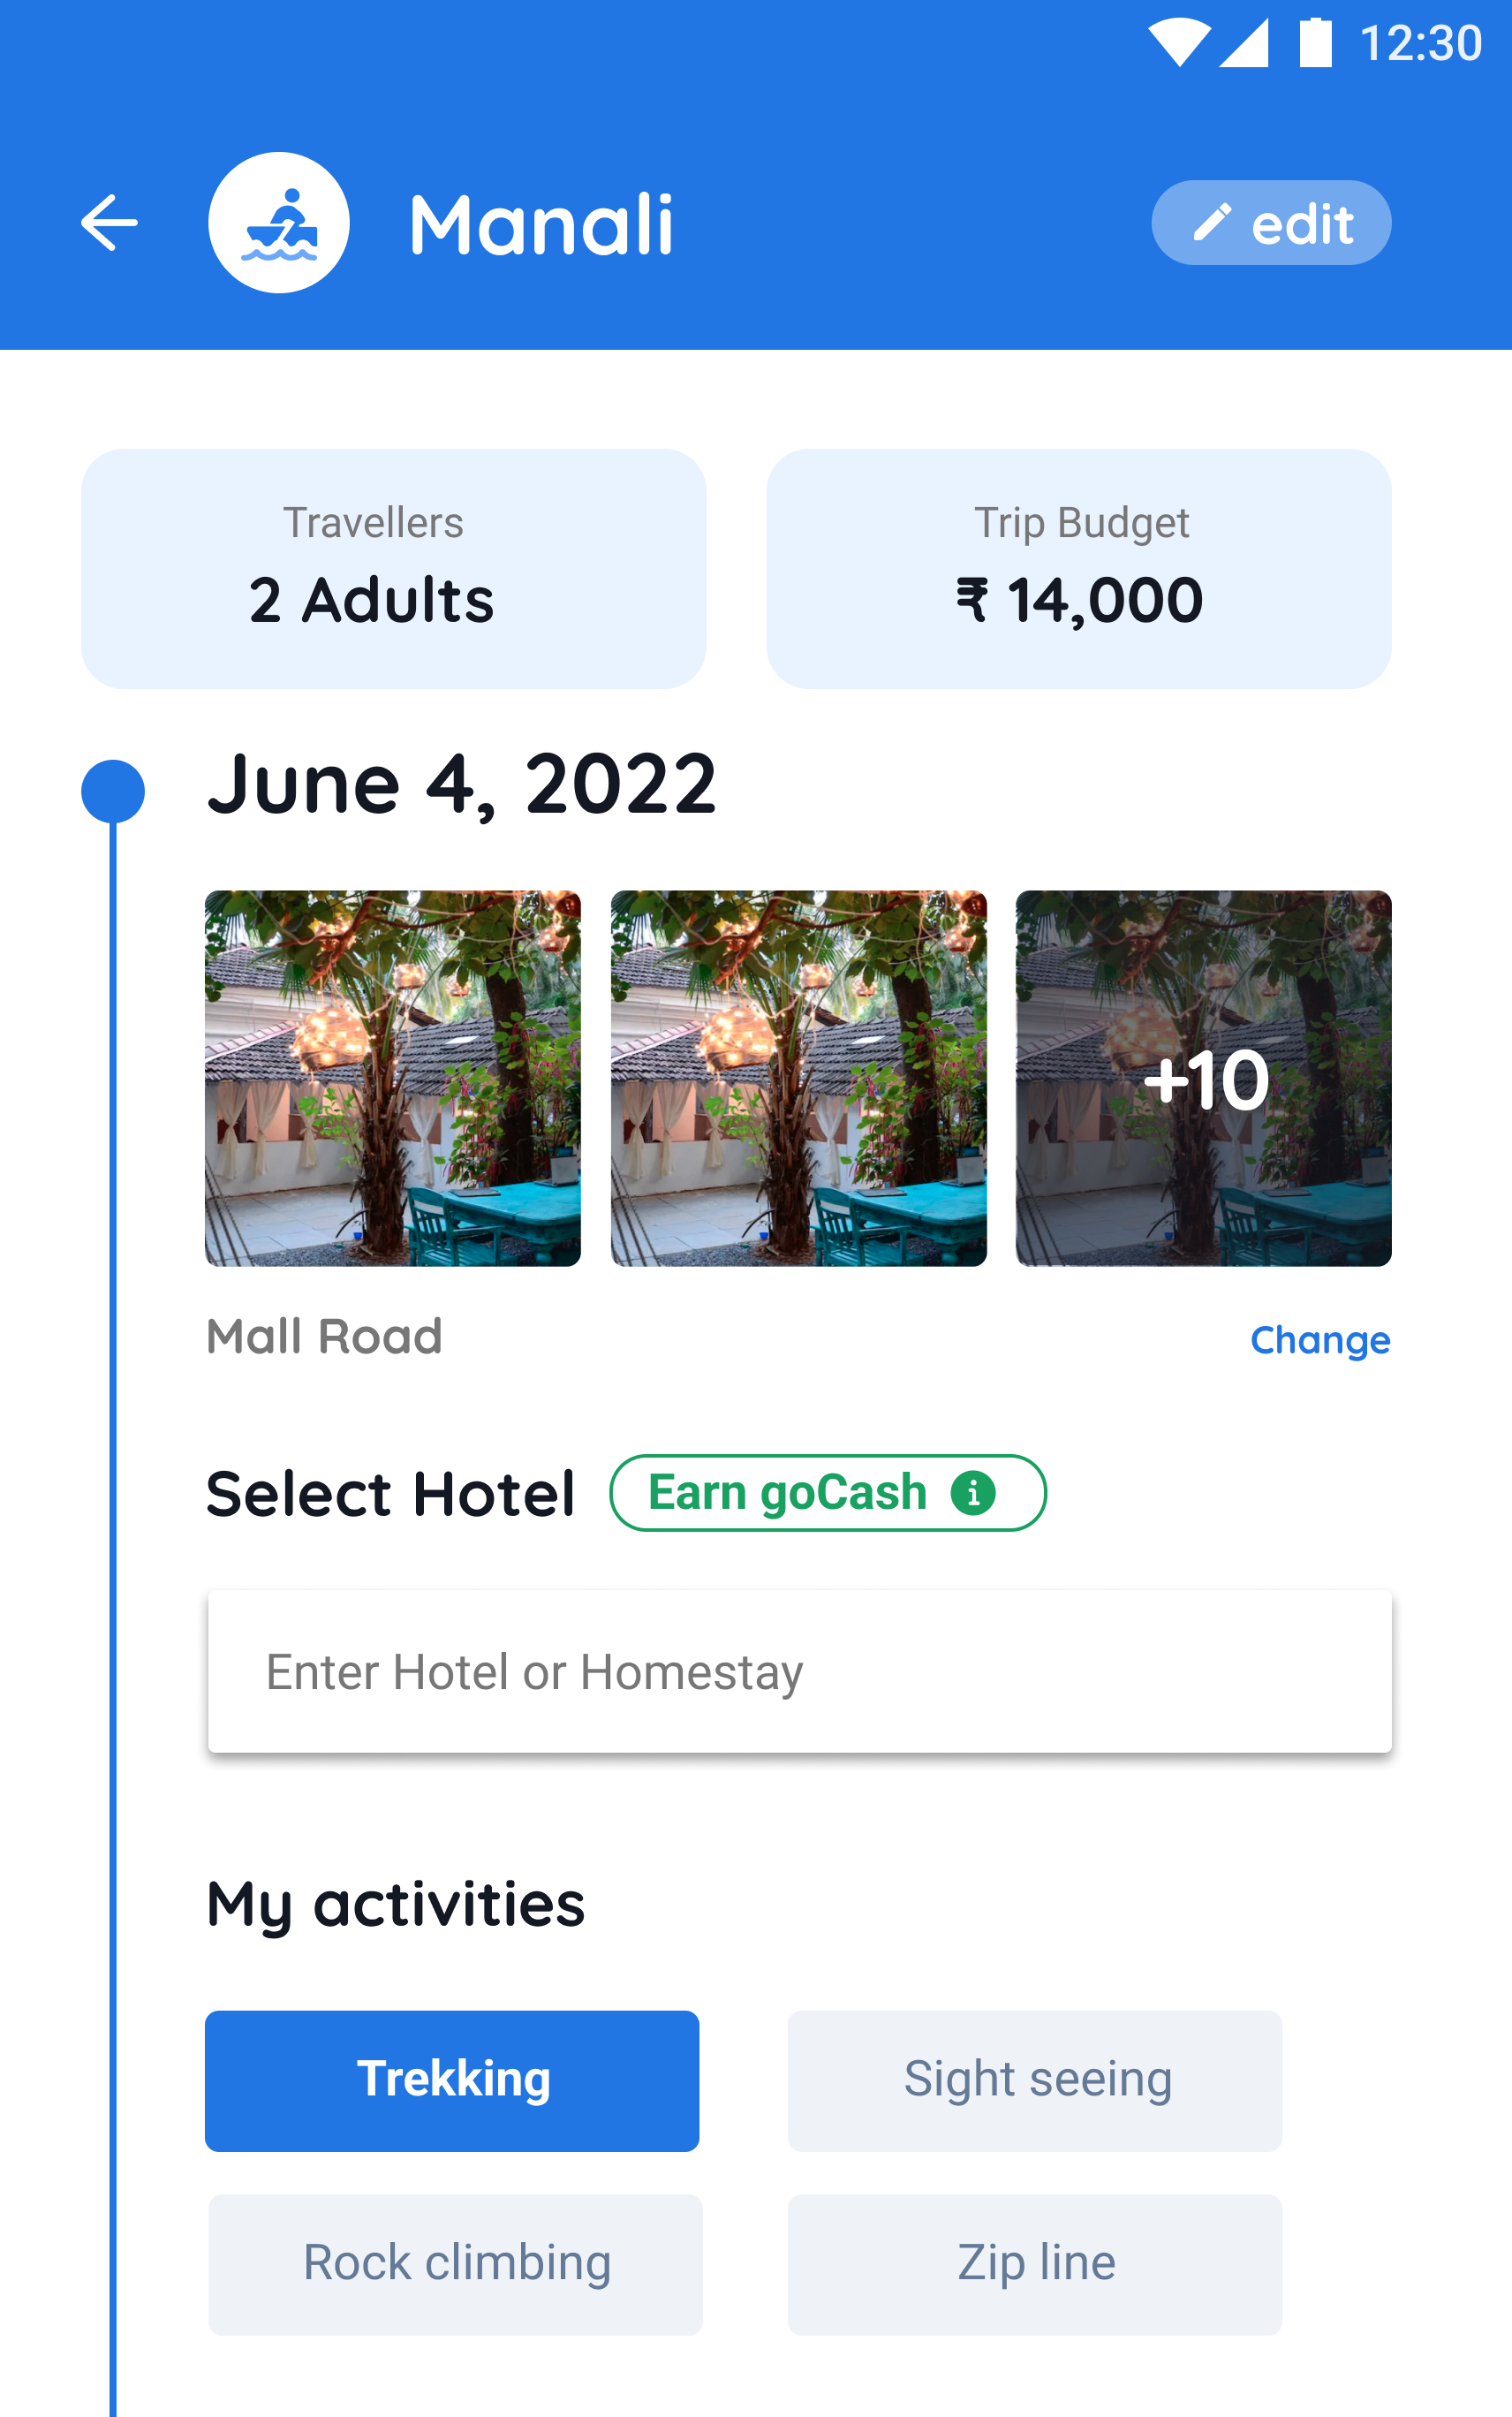 12:30
Manali
edit
Travellers
2 Adults
Trip Budget
₹ 14,000
June 4, 2022
+10
Mall Road
Change
Select Hotel
Earn goCash
Enter Hotel or Homestay
My activities
Trekking
Sight seeing
Rock climbing
Zip line